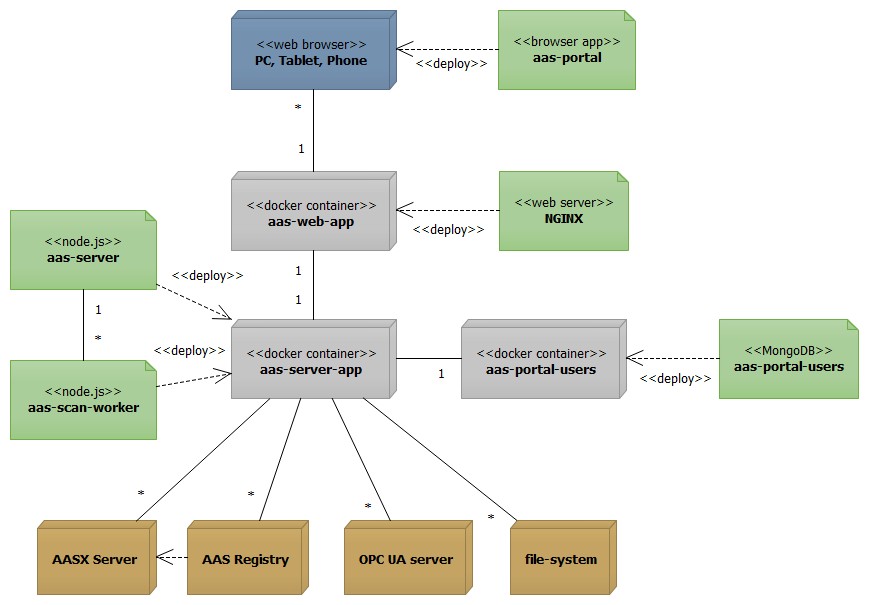 <<web browser>>
PC, Tablet, Phone
<<browser app>>
aas-portal
<<deploy>>
*
1
<<docker container>>
aas-web-app
<<web server>>
NGINX
<<deploy>>
<<node.js>>
aas-server
<<deploy>>
1
1
1
*
<<docker container>>
aas-server-app
<<deploy>>
<<docker container>>
aas-portal-users
1
<<MongoDB>>
aas-portal-users
<<deploy>>
<<node.js>>
aas-scan-worker
*
*
*
*
AASX Server
AAS Registry
OPC UA server
file-system